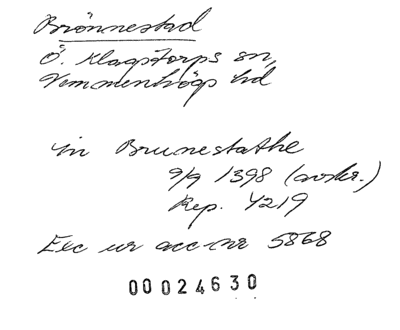 Brönnestad
Ö. Klagstorps sn,
Vemmenhögs hd
in Brunestathe
9/9 1398 (avskr.)
Rep. 4219
Exc ur acc-nr 5868
00024630